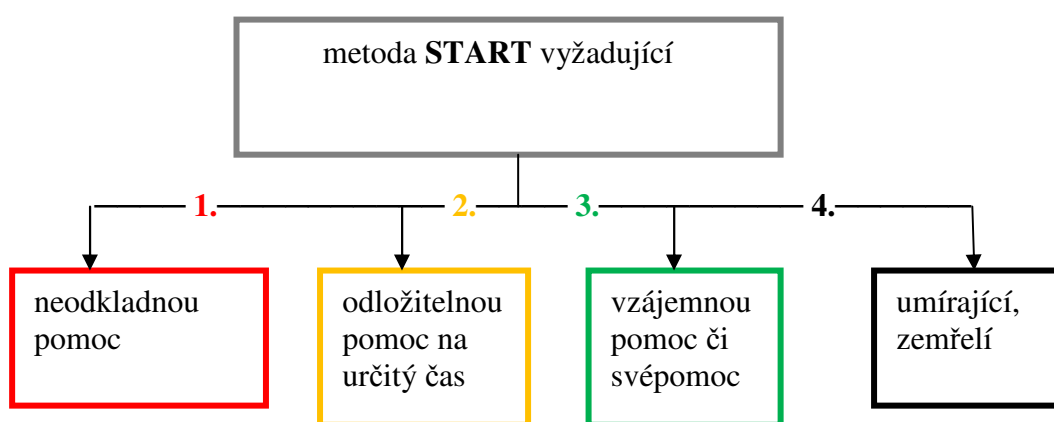 metoda START vyžadující
1.
2.
3.
4.
neodkladnou
pomoc
odložitelnou
pomoc na
určitý čas
vzájemnou
pomoc či
svépomoc
umírající,
zemřelí